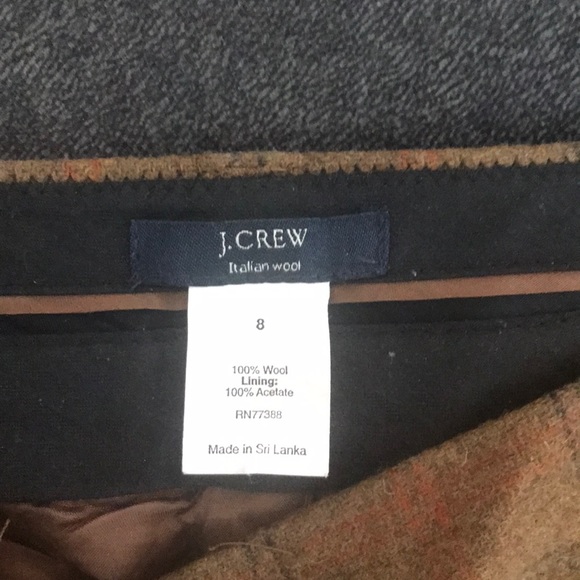 J.CREW
Italian wool
8
100% Wool
Lining:
100% Acetate
RN77388
Made in Sri Lanka